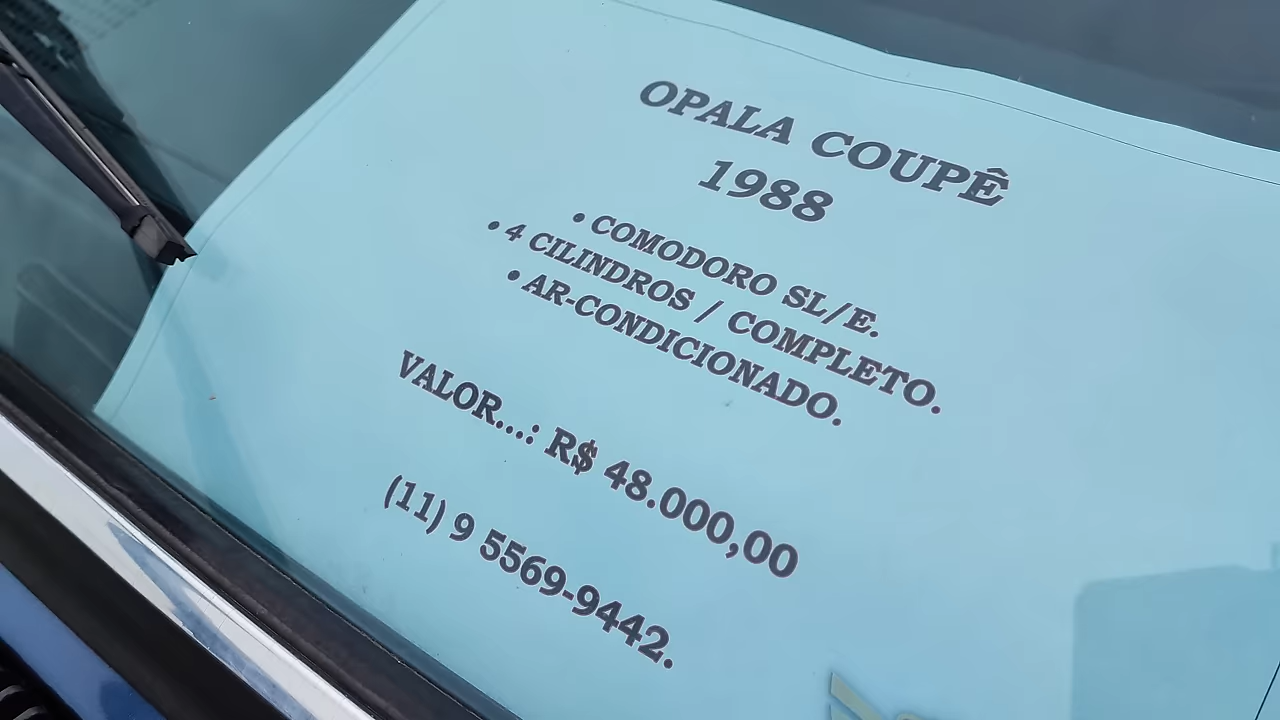 OPALA COUPÊ
1988
• COMODORO SL/E.
• 4 CILINDROS / COMPLETO.
• AR-CONDICIONADO.
VALOR...: R$ 48.000,00
(11) 9 5569-9442.